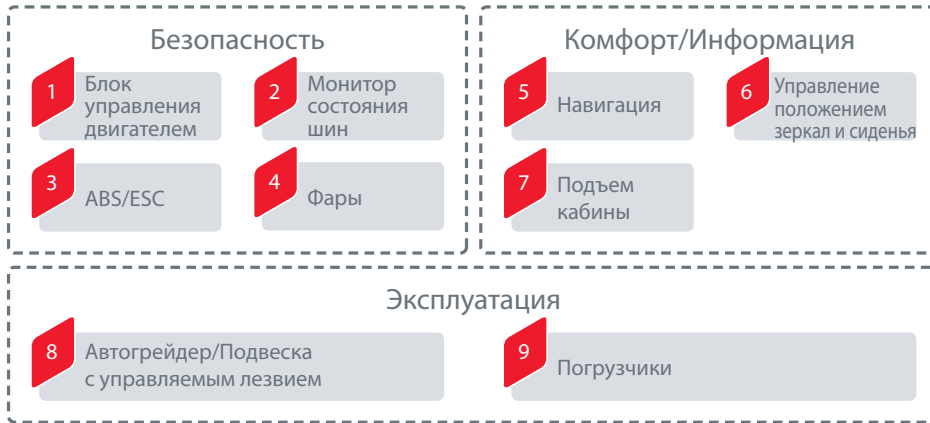 Безопасность
1
Блок
управления
двигателем
2
Монитор
состояния
шин
3
ABS/ESC
4
Фары
Комфорт/Информация
5
Навигация
6
Управление
положением
зеркал и сиденья
7
Подъем
кабины
Эксплуатация
8
Автогрейдер/Подвеска
с управляемым лезвием
9
Погрузчики